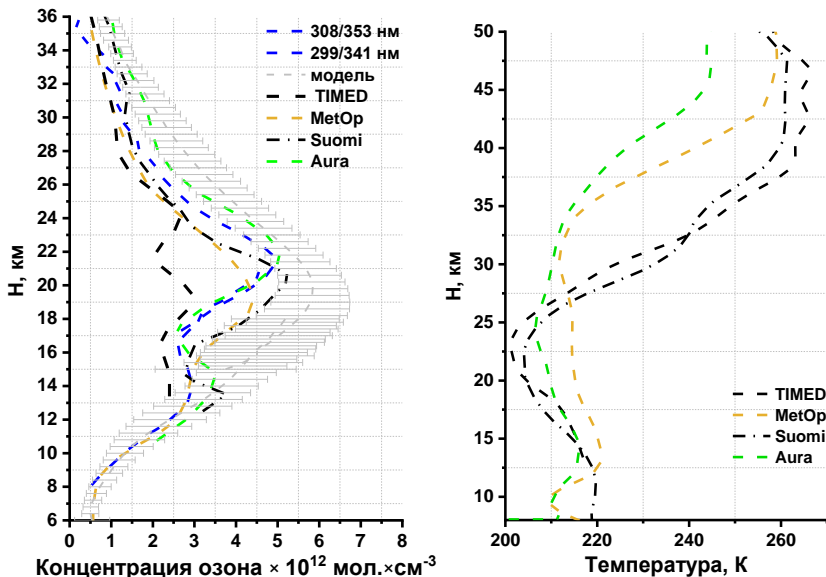 36
34
32
30
28
26
24
22
20
18
16
14
12
10
8
6
H, км
0 1 2 3 4 5 6 7 8
Концентрация озона × 10¹² мол.×см⁻³
308/353 нм
299/341 нм
модель
TIMED
MetOp
Suomi
Aura
50
45
40
35
30
25
20
15
10
H, км
200 220 240 260
Температура, К
TIMED
MetOp
Suomi
Aura